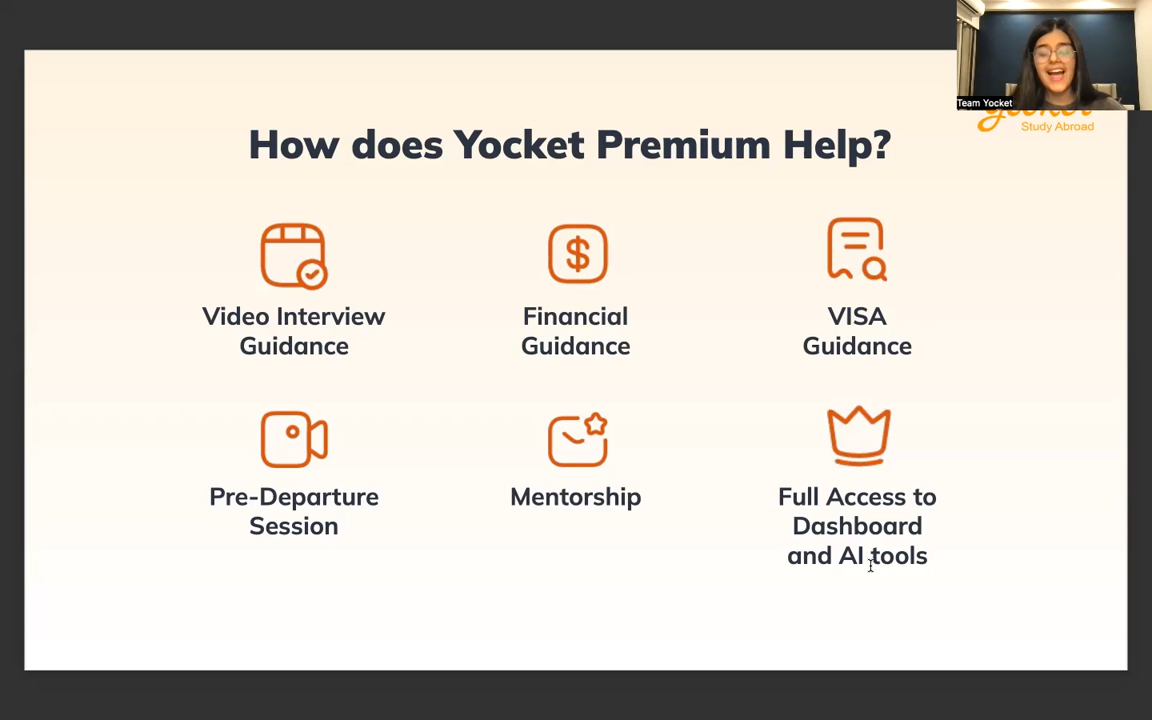 Team Yocket
Study Abroad
How does Yocket Premium Help?
$
Video Interview
Guidance
Financial
Guidance
VISA
Guidance
Pre-Departure
Session
Mentorship
Full Access to
Dashboard
and AI tools